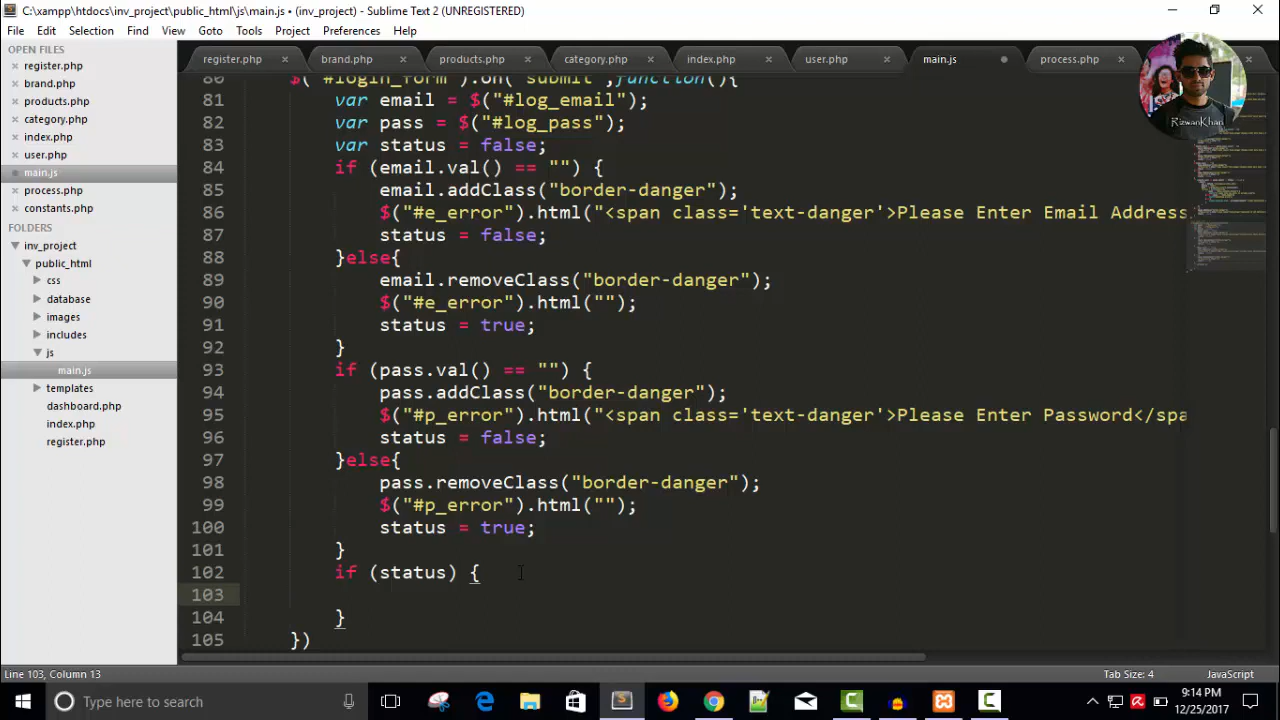 C:\xampp\htdocs\inv_project\public_html\js\main.js • (inv_project) - Sublime Text 2 (UNREGISTERED)
File Edit Selection Find View Goto Tools Project Preferences Help
OPEN FILES
register.php
brand.php
products.php
category.php
index.php
user.php
main.js
process.php
constants.php
FOLDERS
inv_project
public_html
css
database
images
includes
js
main.js
templates
dashboard.php
index.php
register.php
register.php × brand.php × products.php × category.php × index.php × user.php × main.js process.php × ×
RizwanKhan
80 $("#login_form").on("submit",function(){
81 var email = $("#log_email");
82 var pass = $("#log_pass");
83 var status = false;
84 if (email.val() == "") {
85 email.addClass("border-danger");
86 $("#e_error").html("<span class='text-danger'>Please Enter Email Address
87 status = false;
88 }else{
89 email.removeClass("border-danger");
90 $("#e_error").html("");
91 status = true;
92 }
93 if (pass.val() == "") {
94 pass.addClass("border-danger");
95 $("#p_error").html("<span class='text-danger'>Please Enter Password</spa
96 status = false;
97 }else{
98 pass.removeClass("border-danger");
99 $("#p_error").html("");
100 status = true;
101 }
102 if (status) {
103
104 }
105 })
Line 103, Column 13 Tab Size: 4 JavaScript
Type here to search
9:14 PM
12/25/2017